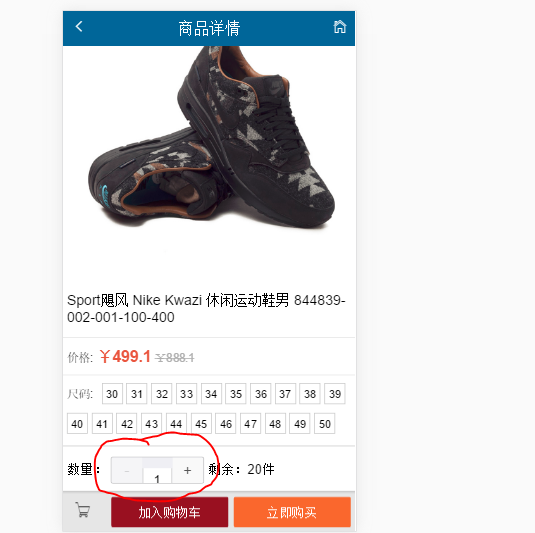 商品详情
Sport飓风 Nike Kwazi 休闲运动鞋男 844839-
002-001-100-400
价格: ￥499.1 ￥888.1
尺码: 30 31 32 33 34 35 36 37 38 39
40 41 42 43 44 45 46 47 48 49 50
数量: - 1 + 剩余: 20件
加入购物车 立即购买